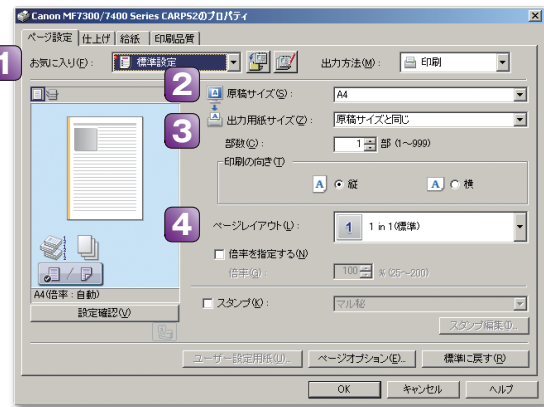 Canon MF7300/7400 Series CARPS2のプロパティ
ページ設定 仕上げ 給紙 印刷品質
1 お気に入り(F): 標準設定 出力方法(M): 印刷
2 原稿サイズ(S): A4
3 出力用紙サイズ(Z): 原稿サイズと同じ
部数(C): 1 部 (1～999)
印刷の向き(T)
A 縦 A 横
4 ページレイアウト(L): 1 1 in 1(標準)
倍率を指定する(N)
倍率(G): 100 % (25～200)
A4(倍率:自動)
スタンプ(K): マル秘
設定確認(V)
スタンプ編集(I)...
ユーザー設定用紙(U)... ページオプション(E)... 標準に戻す(R)
OK キャンセル ヘルプ